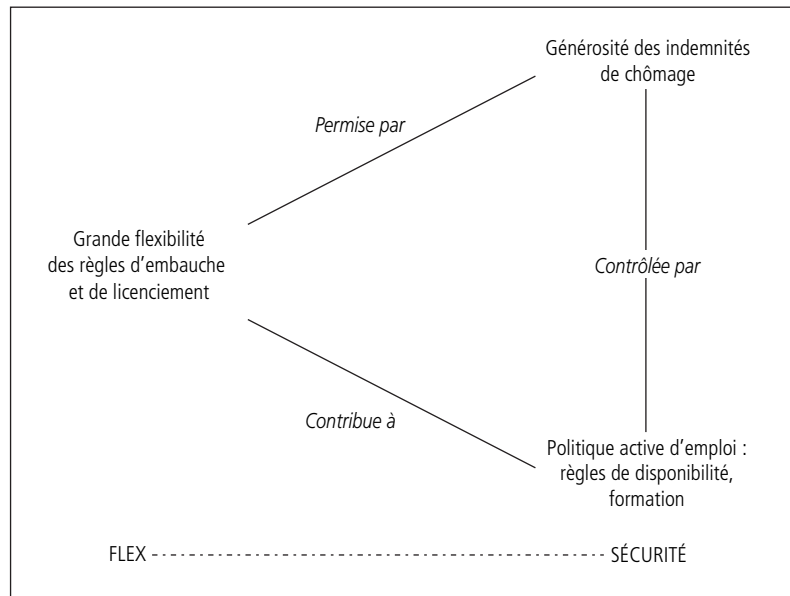 Générosité des indemnités
de chômage
Permise par
Grande flexibilité
des règles d'embauche
et de licenciement
Contrôlée par
Contribue à
Politique active d'emploi :
règles de disponibilité,
formation
FLEX
SÉCURITÉ